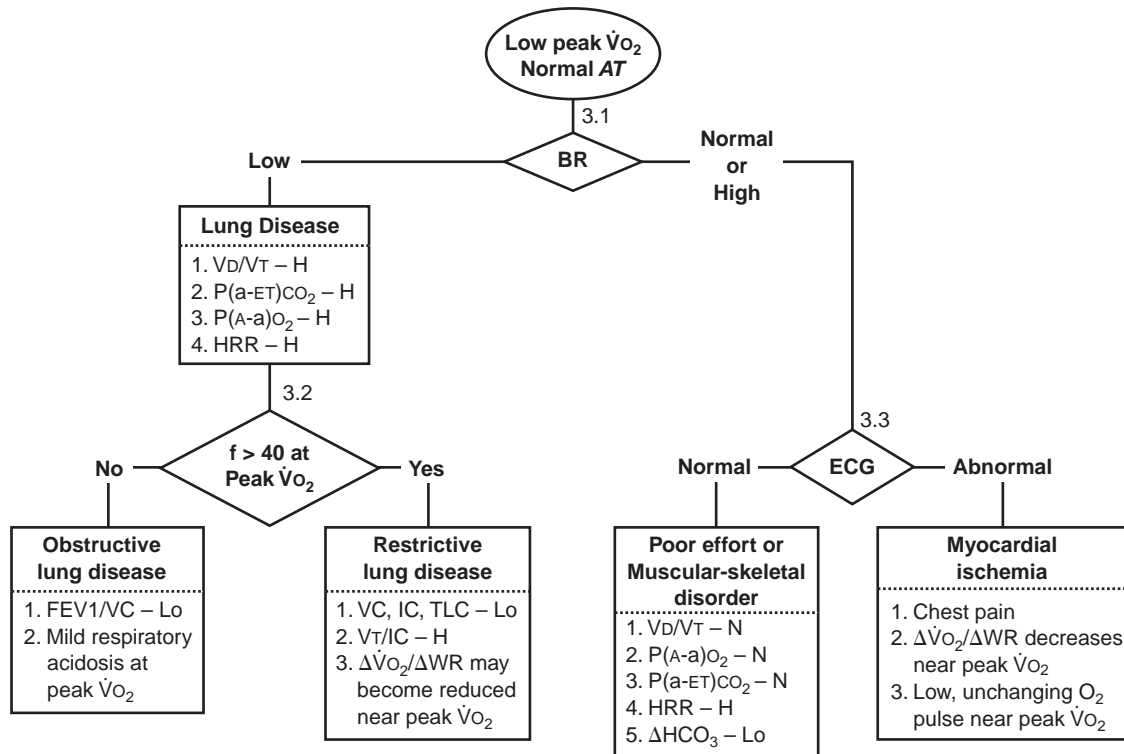 Low peak V̇O₂
Normal AT
3.1
BR
Low
Normal
or
High
Lung Disease
1. VD/VT – H
2. P(a-ET)CO₂ – H
3. P(A-a)O₂ – H
4. HRR – H
3.2
f > 40 at
Peak V̇O₂
No
Yes
Obstructive
lung disease
1. FEV1/VC – Lo
2. Mild respiratory
acidosis at
peak V̇O₂
Restrictive
lung disease
1. VC, IC, TLC – Lo
2. VT/IC – H
3. ΔV̇O₂/ΔWR may
become reduced
near peak V̇O₂
3.3
ECG
Normal
Abnormal
Poor effort or
Muscular-skeletal
disorder
1. VD/VT – N
2. P(A-a)O₂ – N
3. P(a-ET)CO₂ – N
4. HRR – H
5. ΔHCO₃ – Lo
Myocardial
ischemia
1. Chest pain
2. ΔV̇O₂/ΔWR decreases
near peak V̇O₂
3. Low, unchanging O₂
pulse near peak V̇O₂